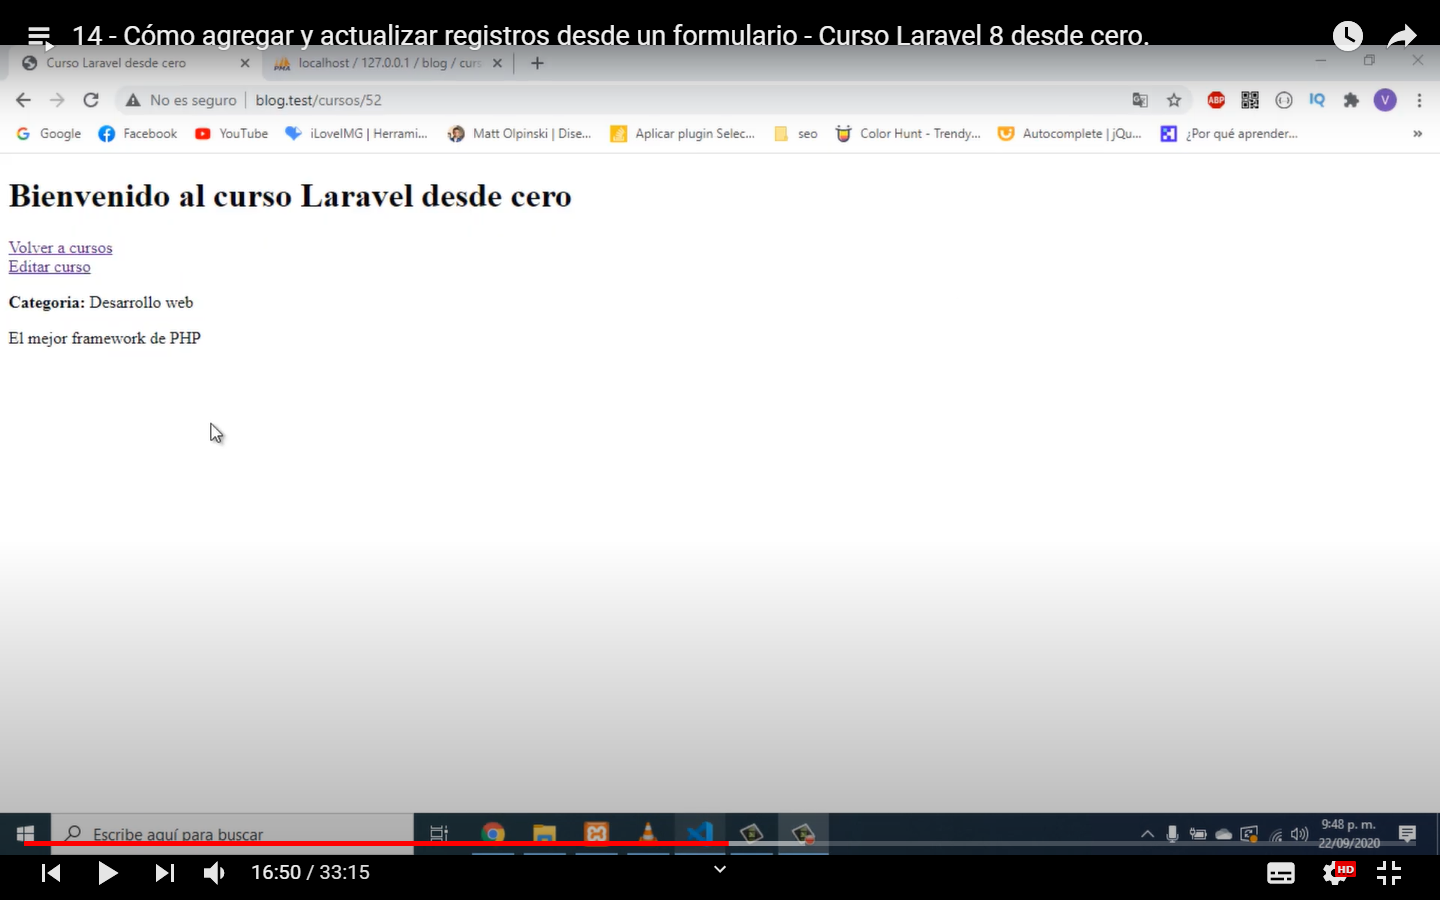 14 - Cómo agregar y actualizar registros desde un formulario - Curso Laravel 8 desde cero.
Curso Laravel desde cero
localhost / 127.0.0.1 / blog / curs
No es seguro
blog.test/cursos/52
ABP
IQ
V
Google
Facebook
YouTube
iLoveIMG | Herrami...
Matt Olpinski | Dise...
Aplicar plugin Selec...
seo
Color Hunt - Trendy...
Autocomplete | jQu...
¿Por qué aprender...
Bienvenido al curso Laravel desde cero
Volver a cursos
Editar curso
Categoria: Desarrollo web
El mejor framework de PHP
Escribe aquí para buscar
9:48 p. m.
22/09/2020
16:50 / 33:15
HD